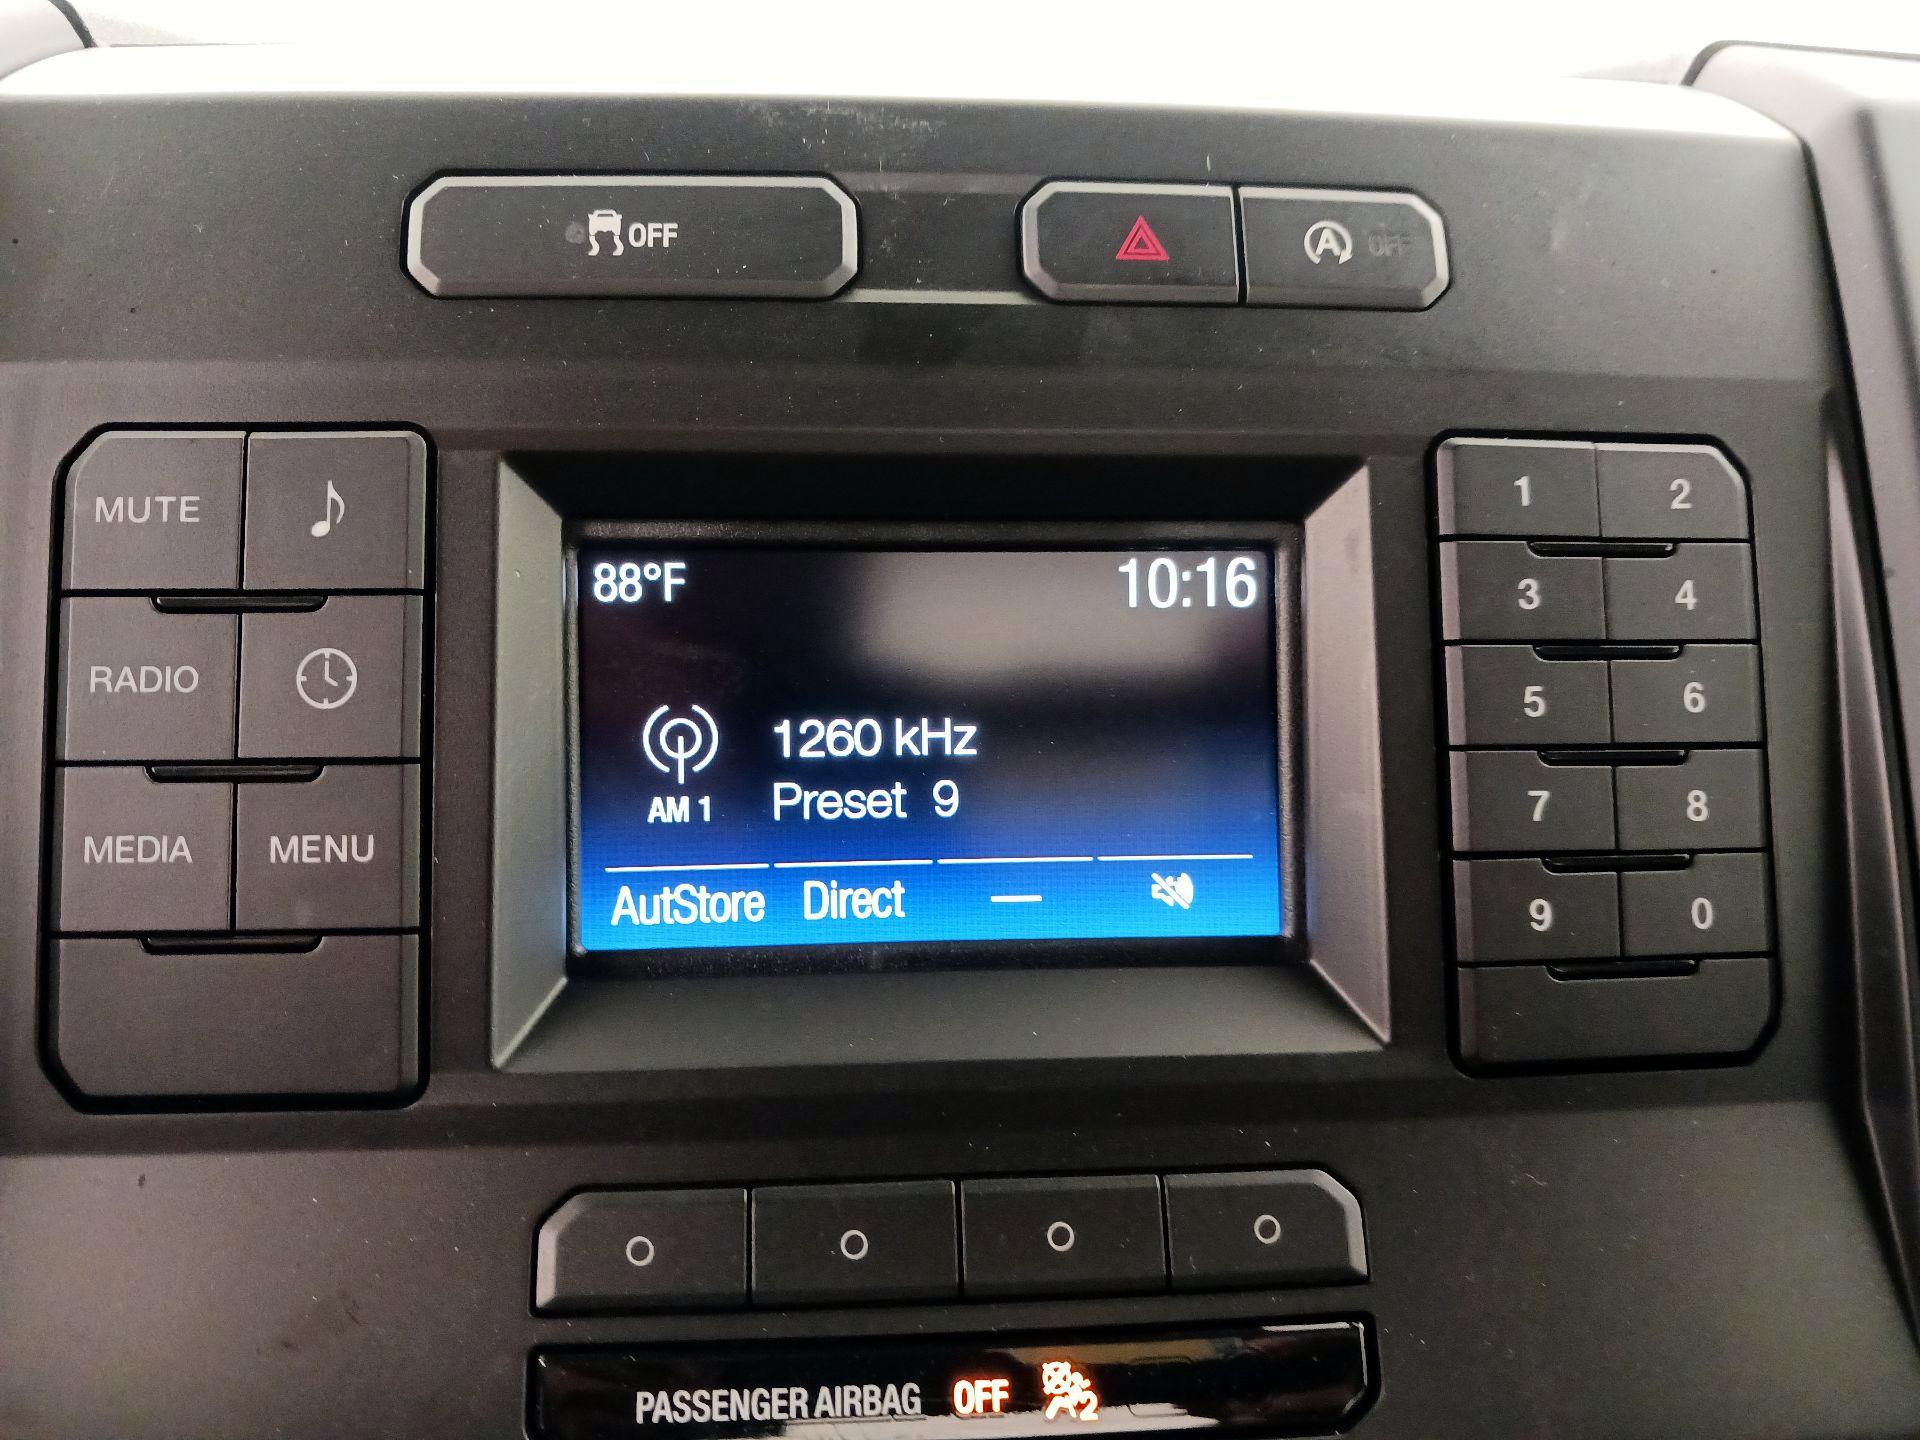 OFF
OFF
MUTE
RADIO
MEDIA MENU
88°F 10:16
1260 kHz
AM 1 Preset 9
AutStore Direct —
1 2
3 4
5 6
7 8
9 0
PASSENGER AIRBAG OFF 2